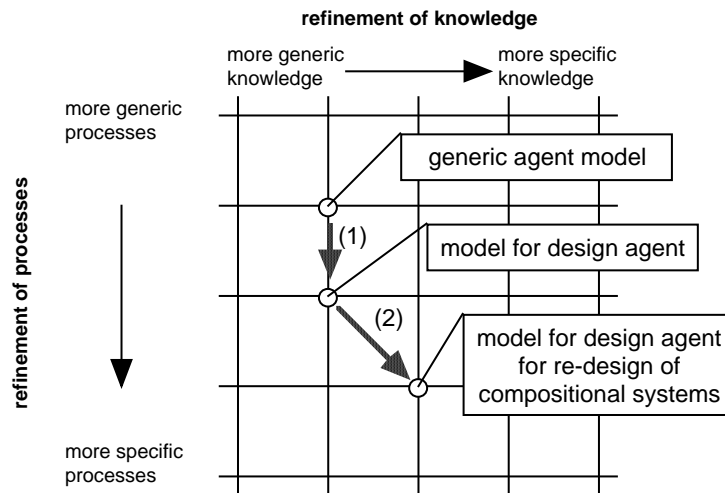 refinement of knowledge
more generic
knowledge
more specific
knowledge
more generic
processes
generic agent model
(1)
model for design agent
(2)
model for design agent
for re-design of
compositional systems
refinement of processes
more specific
processes